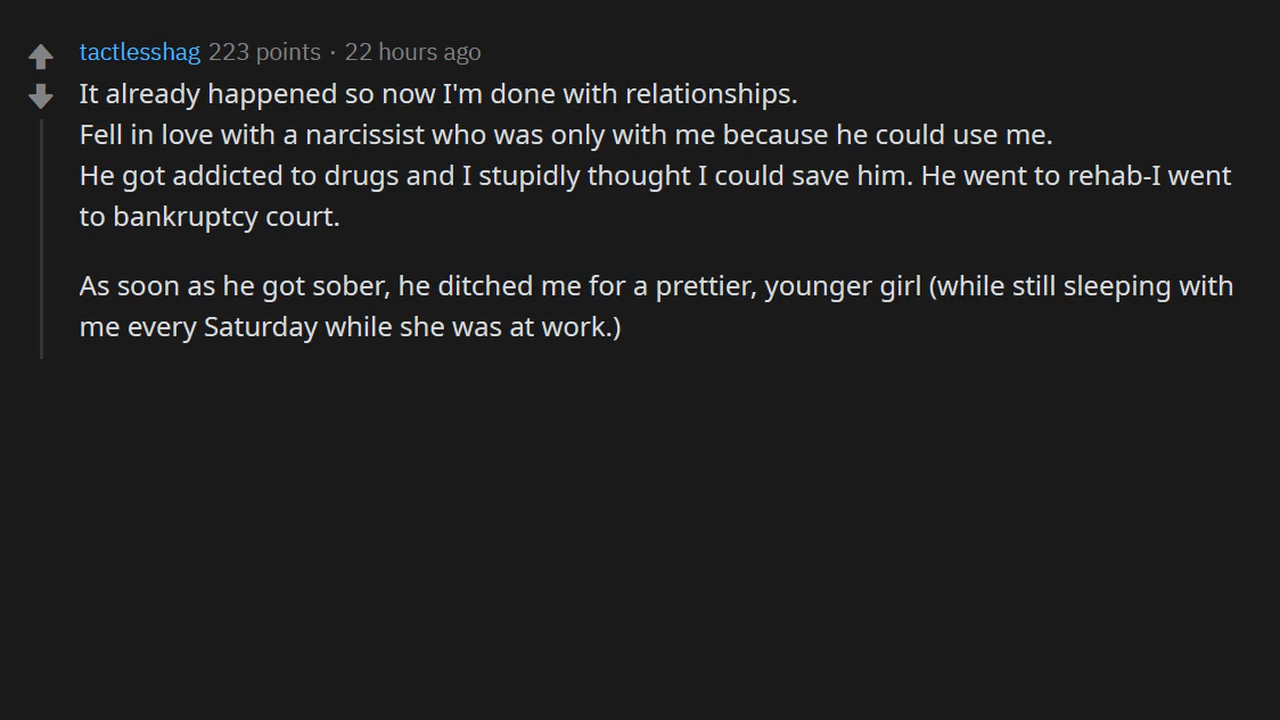 tactlesshag 223 points · 22 hours ago
It already happened so now I'm done with relationships.
Fell in love with a narcissist who was only with me because he could use me.
He got addicted to drugs and I stupidly thought I could save him. He went to rehab-I went
to bankruptcy court.
As soon as he got sober, he ditched me for a prettier, younger girl (while still sleeping with
me every Saturday while she was at work.)